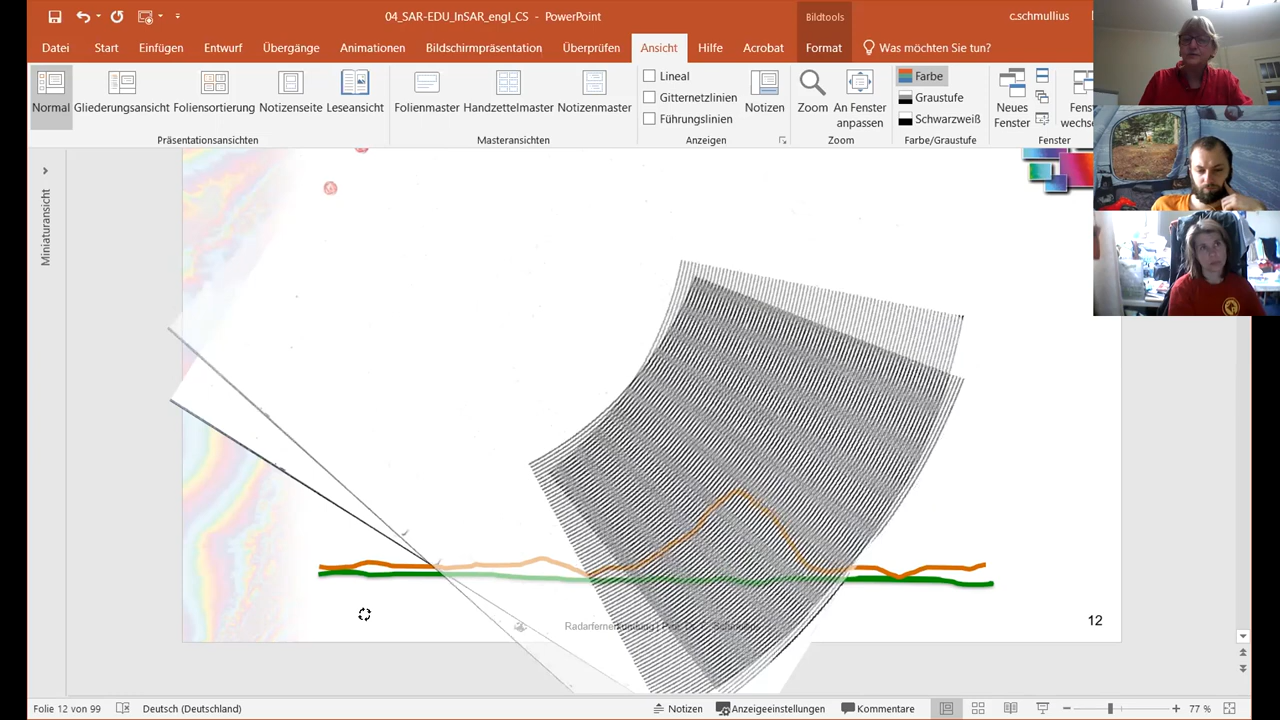 04_SAR-EDU_InSAR_engl_CS - PowerPoint
Bildtools
c.schmullius
Datei Start Einfügen Entwurf Übergänge Animationen Bildschirmpräsentation Überprüfen Ansicht Hilfe Acrobat Format Was möchten Sie tun?
Normal Gliederungsansicht Foliensortierung Notizenseite Leseansicht
Präsentationsansichten
Folienmaster Handzettelmaster Notizenmaster
Masteransichten
Lineal
Gitternetzlinien
Führungslinien
Notizen
Anzeigen
Zoom An Fenster anpassen
Zoom
Farbe
Graustufe
Schwarzweiß
Farbe/Graustufe
Neues Fenster
Fenster
Miniaturansicht
12
Folie 12 von 99 Deutsch (Deutschland) Notizen Anzeigeeinstellungen Kommentare 77 %